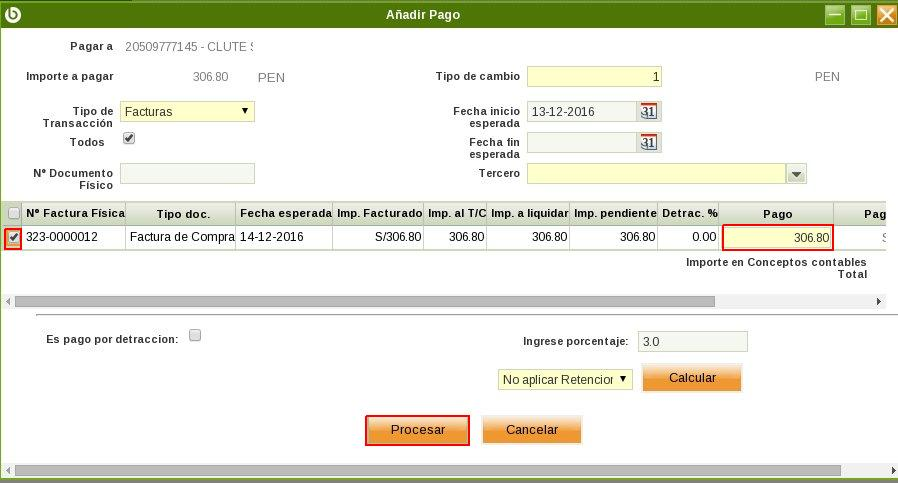 Añadir Pago
Pagar a 20509777145 - CLUTE
Importe a pagar 306.80 PEN Tipo de cambio 1 PEN
Tipo de Transacción Facturas Fecha inicio esperada 13-12-2016 31
Todos Fecha fin esperada 31
Nº Documento Físico Tercero
Nº Factura Física Tipo doc. Fecha esperada Imp. Facturado Imp. al T/C Imp. a liquidar Imp. pendiente Detrac. % Pago Pag
323-0000012 Factura de Compra 14-12-2016 S/306.80 306.80 306.80 306.80 0.00 306.80
Importe en Conceptos contables
Total
Es pago por detraccion: Ingrese porcentaje: 3.0
No aplicar Retencion Calcular
Procesar Cancelar